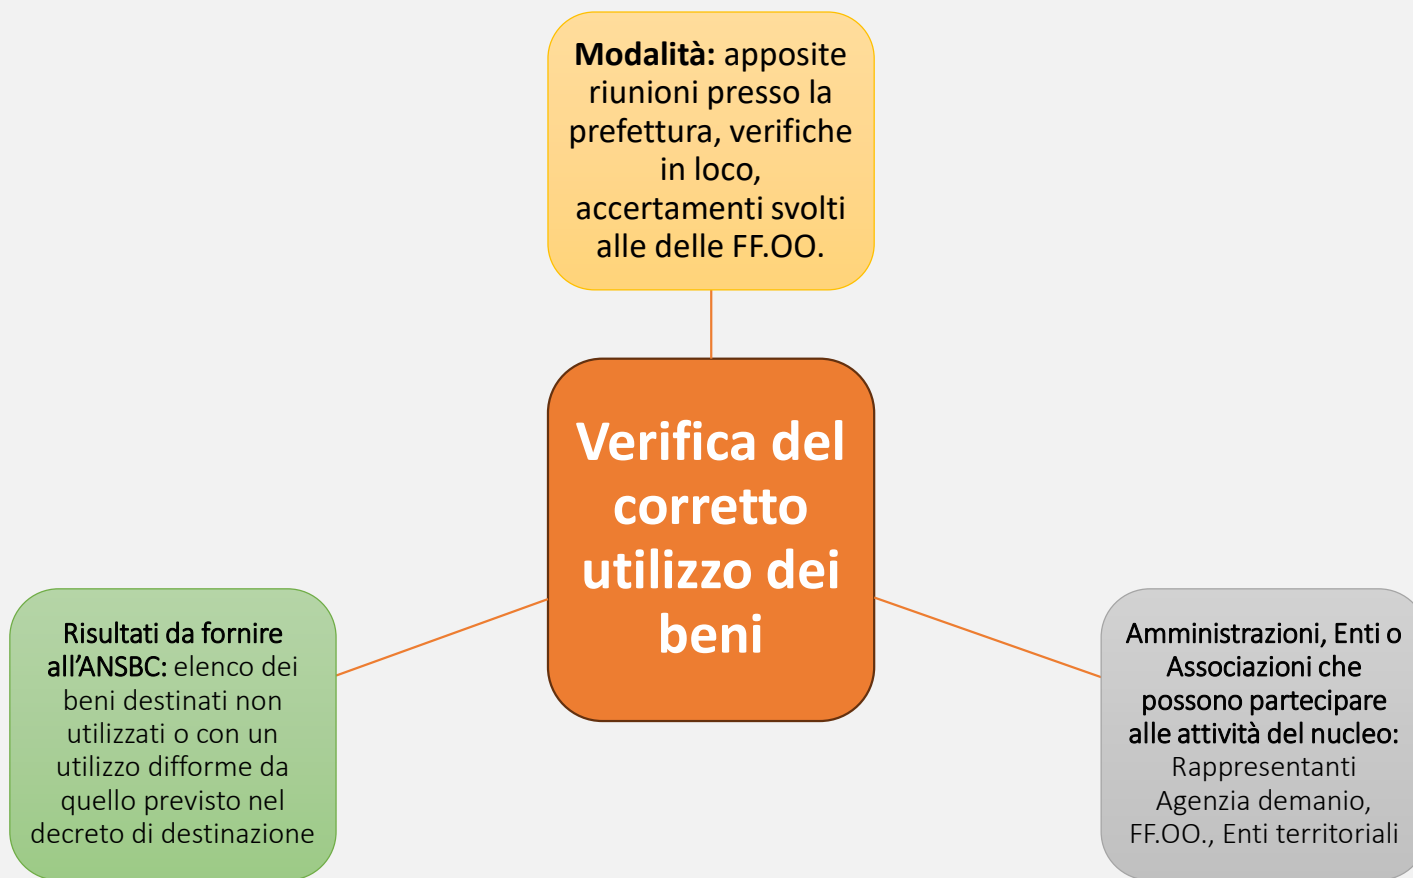 Modalità: apposite
riunioni presso la
prefettura, verifiche
in loco,
accertamenti svolti
alle delle FF.OO.
Verifica del
corretto
utilizzo dei
beni
Risultati da fornire
all'ANSBC: elenco dei
beni destinati non
utilizzati o con un
utilizzo difforme da
quello previsto nel
decreto di destinazione
Amministrazioni, Enti o
Associazioni che
possono partecipare
alle attività del nucleo:
Rappresentanti
Agenzia demanio,
FF.OO., Enti territoriali